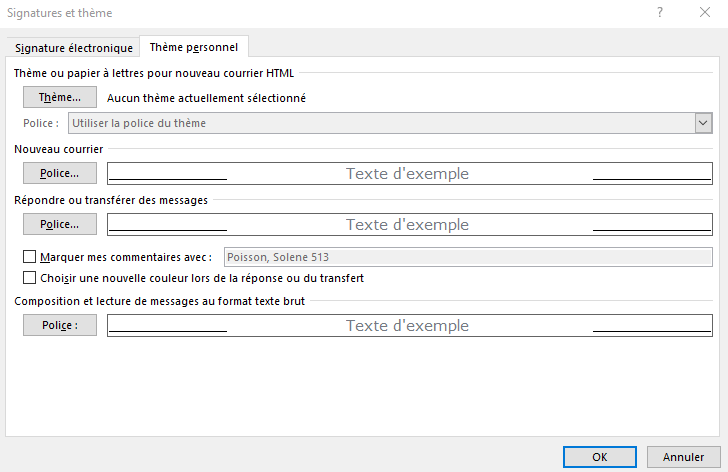 Signatures et thème
Signature électronique
Thème personnel
Thème ou papier à lettres pour nouveau courrier HTML
Thème... Aucun thème actuellement sélectionné
Police : Utiliser la police du thème
Nouveau courrier
Police... Texte d'exemple
Répondre ou transférer des messages
Police... Texte d'exemple
Marquer mes commentaires avec : Poisson, Solene 513
Choisir une nouvelle couleur lors de la réponse ou du transfert
Composition et lecture de messages au format texte brut
Police : Texte d'exemple
OK Annuler